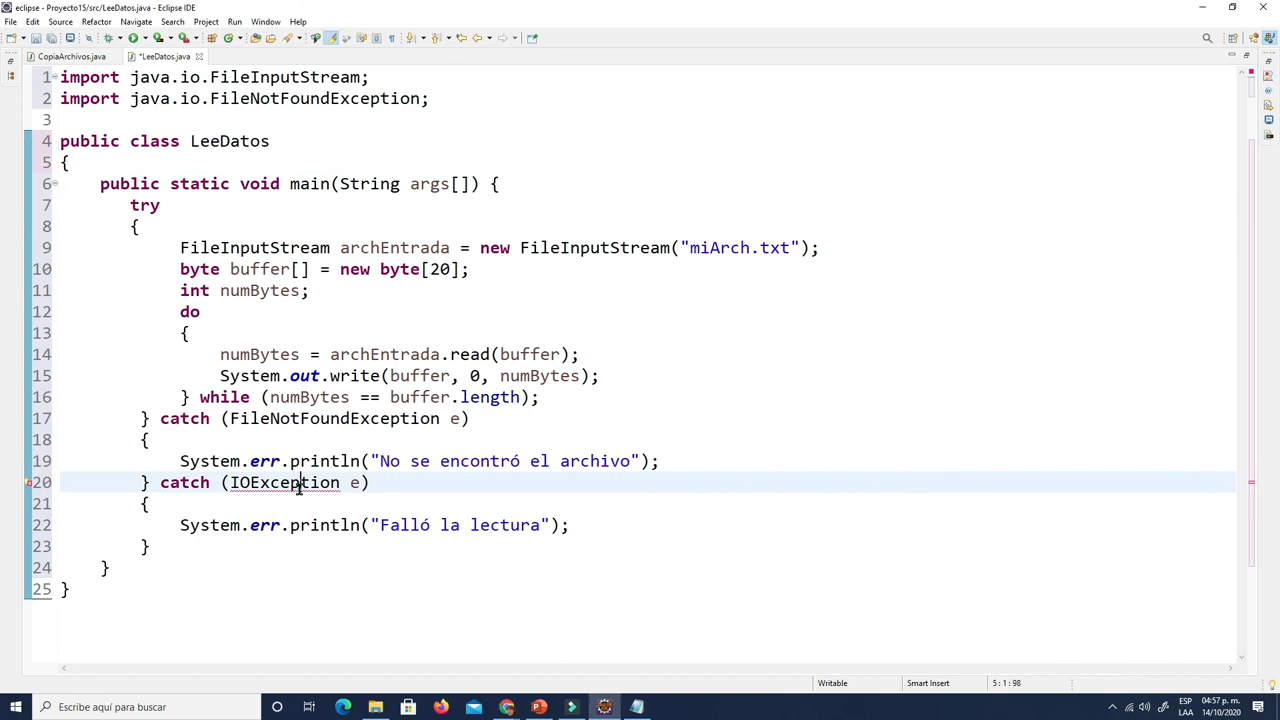 eclipse - Proyecto15/src/LeeDatos.java - Eclipse IDE
File Edit Source Refactor Navigate Search Project Run Window Help
CopiaArchivos.java *LeeDatos.java
1 import java.io.FileInputStream;
2 import java.io.FileNotFoundException;
3
4 public class LeeDatos
5 {
6 public static void main(String args[]) {
7 try
8 {
9 FileInputStream archEntrada = new FileInputStream("miArch.txt");
10 byte buffer[] = new byte[20];
11 int numBytes;
12 do
13 {
14 numBytes = archEntrada.read(buffer);
15 System.out.write(buffer, 0, numBytes);
16 } while (numBytes == buffer.length);
17 } catch (FileNotFoundException e)
18 {
19 System.err.println("No se encontró el archivo");
20 } catch (IOException e)
21 {
22 System.err.println("Falló la lectura");
23 }
24 }
25 }
Writable Smart Insert 5 : 1 : 98
Escribe aquí para buscar
ESP 04:57 p. m.
LAA 14/10/2020